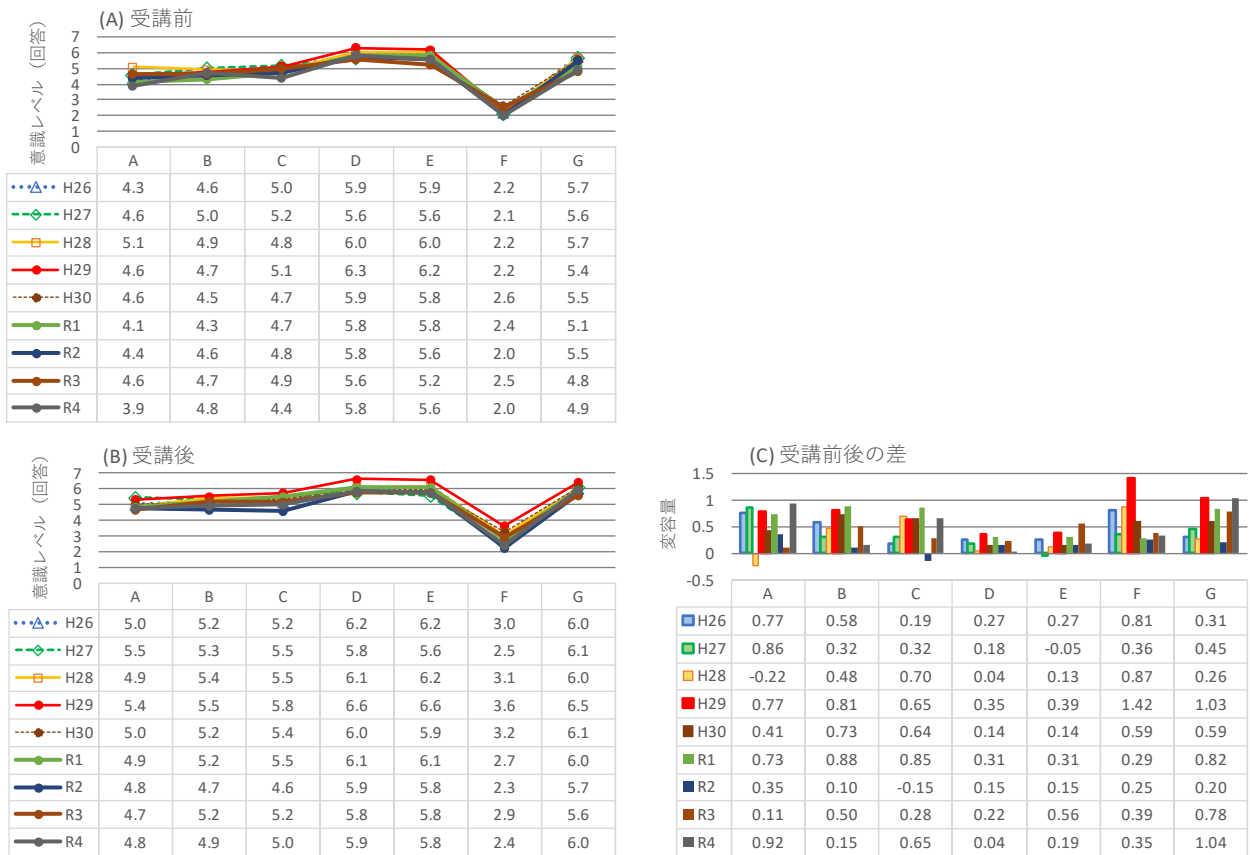 (A) 受講前
意識レベル（回答）
7
6
5
4
3
2
1
0
A B C D E F G
H26 4.3 4.6 5.0 5.9 5.9 2.2 5.7
H27 4.6 5.0 5.2 5.6 5.6 2.1 5.6
H28 5.1 4.9 4.8 6.0 6.0 2.2 5.7
H29 4.6 4.7 5.1 6.3 6.2 2.2 5.4
H30 4.6 4.5 4.7 5.9 5.8 2.6 5.5
R1 4.1 4.3 4.7 5.8 5.8 2.4 5.1
R2 4.4 4.6 4.8 5.8 5.6 2.0 5.5
R3 4.6 4.7 4.9 5.6 5.2 2.5 4.8
R4 3.9 4.8 4.4 5.8 5.6 2.0 4.9
(B) 受講後
意識レベル（回答）
7
6
5
4
3
2
1
0
A B C D E F G
H26 5.0 5.2 5.2 6.2 6.2 3.0 6.0
H27 5.5 5.3 5.5 5.8 5.6 2.5 6.1
H28 4.9 5.4 5.5 6.1 6.2 3.1 6.0
H29 5.4 5.5 5.8 6.6 6.6 3.6 6.5
H30 5.0 5.2 5.4 6.0 5.9 3.2 6.1
R1 4.9 5.2 5.5 6.1 6.1 2.7 6.0
R2 4.8 4.7 4.6 5.9 5.8 2.3 5.7
R3 4.7 5.2 5.2 5.8 5.8 2.9 5.6
R4 4.8 4.9 5.0 5.9 5.8 2.4 6.0
(C) 受講前後の差
変容量
1.5
1
0.5
0
-0.5
A B C D E F G
H26 0.77 0.58 0.19 0.27 0.27 0.81 0.31
H27 0.86 0.32 0.32 0.18 -0.05 0.36 0.45
H28 -0.22 0.48 0.70 0.04 0.13 0.87 0.26
H29 0.77 0.81 0.65 0.35 0.39 1.42 1.03
H30 0.41 0.73 0.64 0.14 0.14 0.59 0.59
R1 0.73 0.88 0.85 0.31 0.31 0.29 0.82
R2 0.35 0.10 -0.15 0.15 0.15 0.25 0.20
R3 0.11 0.50 0.28 0.22 0.56 0.39 0.78
R4 0.92 0.15 0.65 0.04 0.19 0.35 1.04